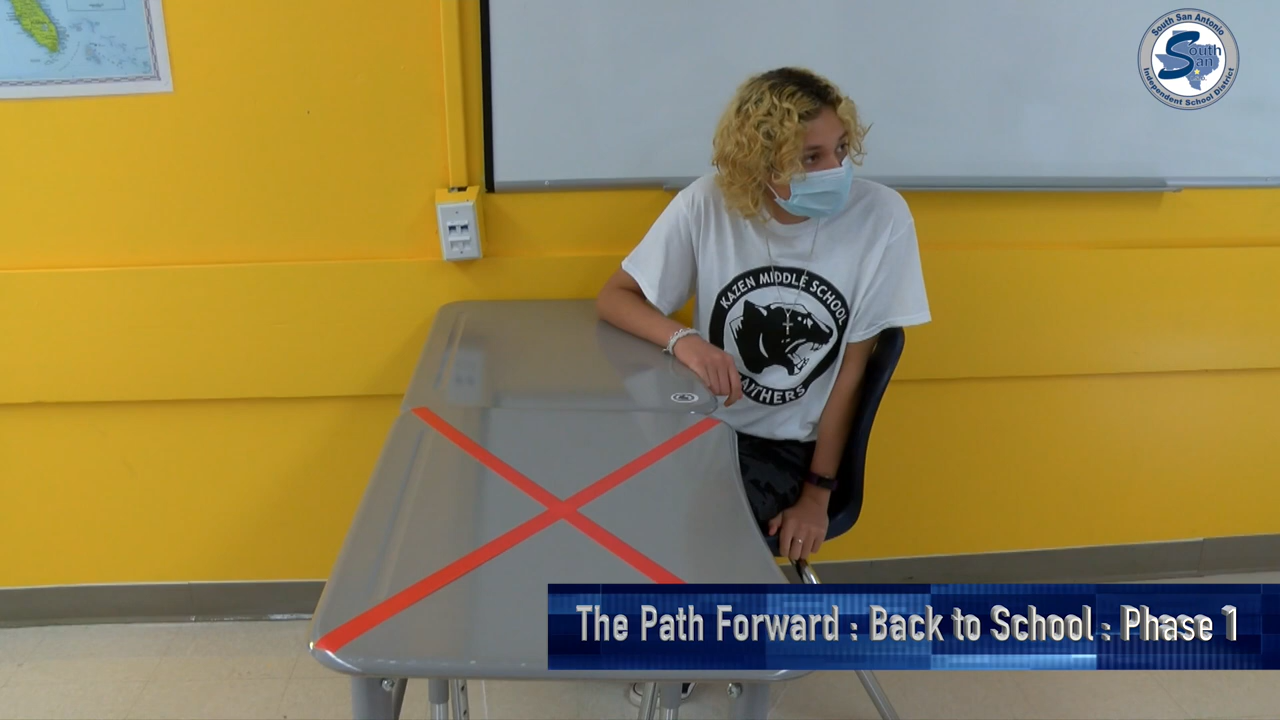 South San Antonio
South
San
Independent School District
KAZEN MIDDLE SCHOOL
The Path Forward : Back to School : Phase 1